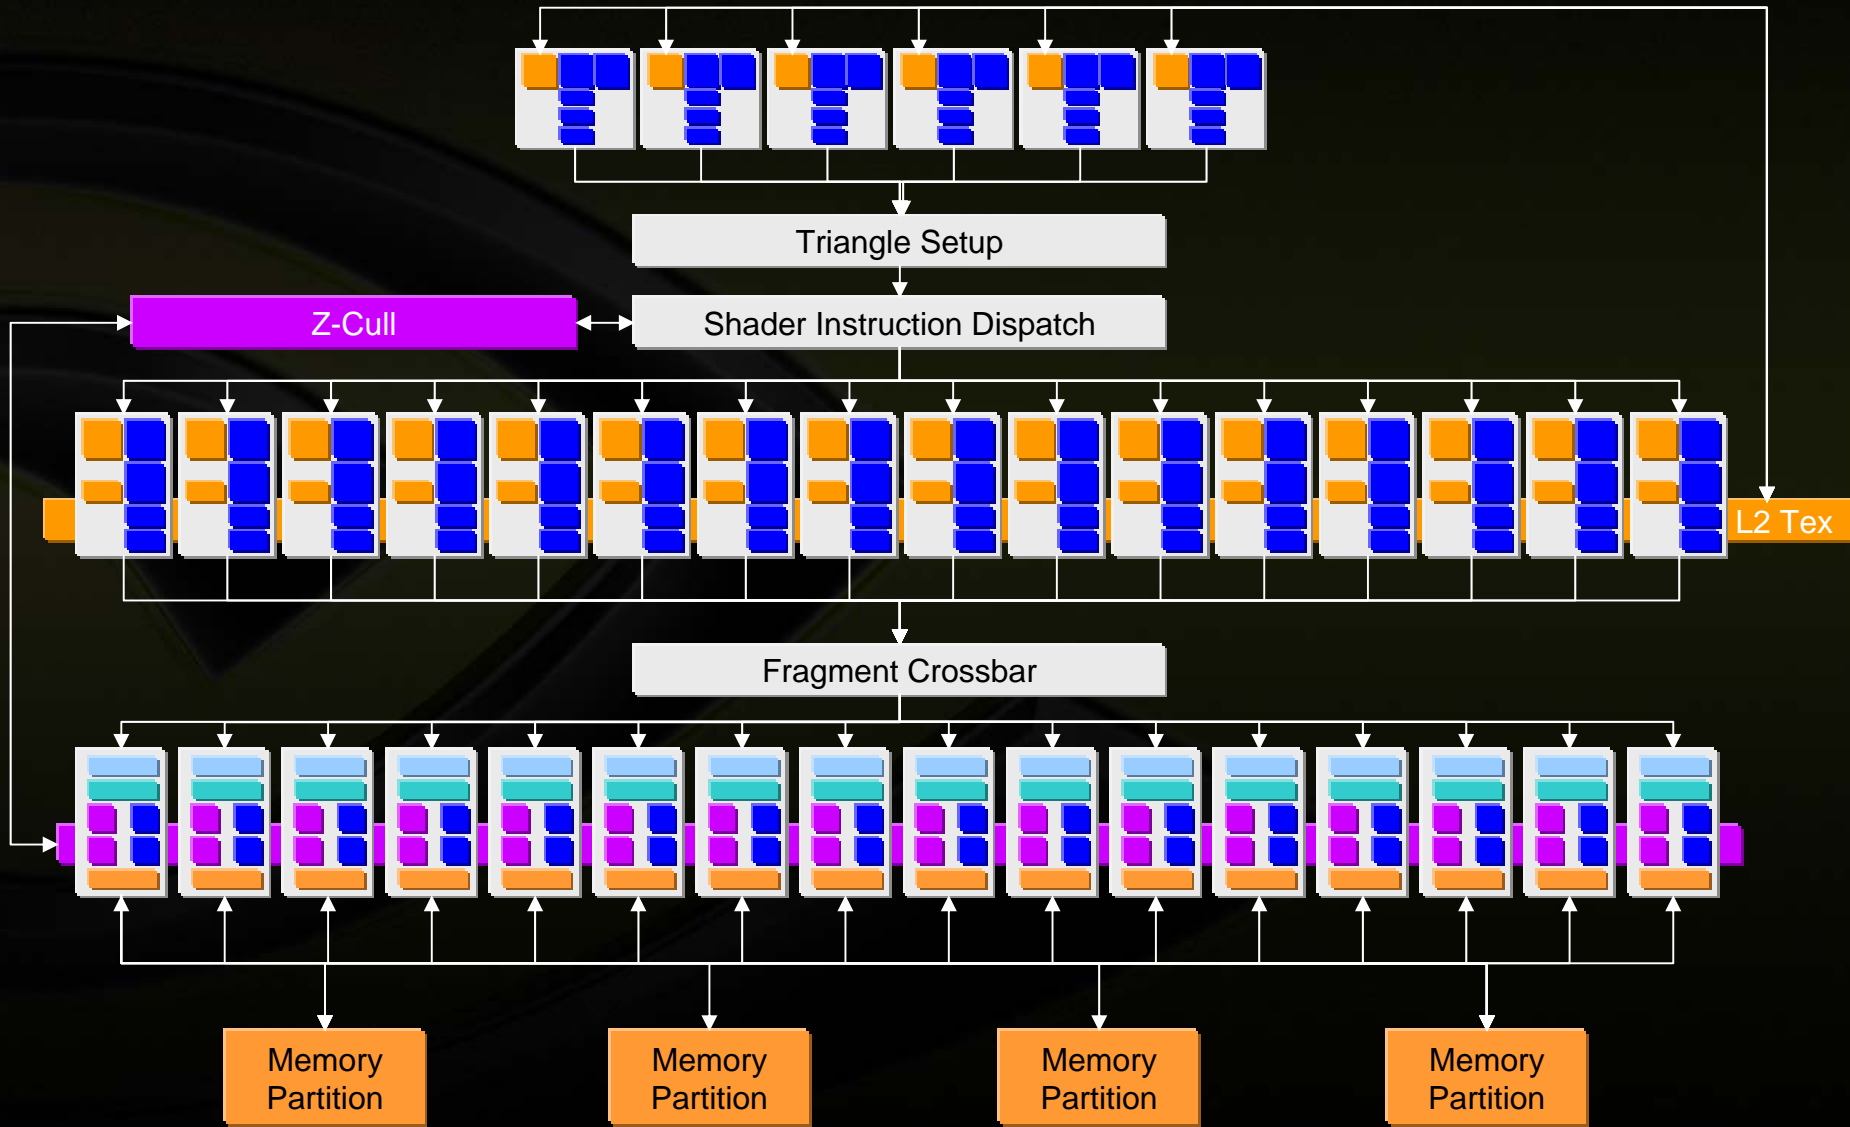 Triangle Setup
Z-Cull
Shader Instruction Dispatch
L2 Tex
Fragment Crossbar
Memory
Partition
Memory
Partition
Memory
Partition
Memory
Partition